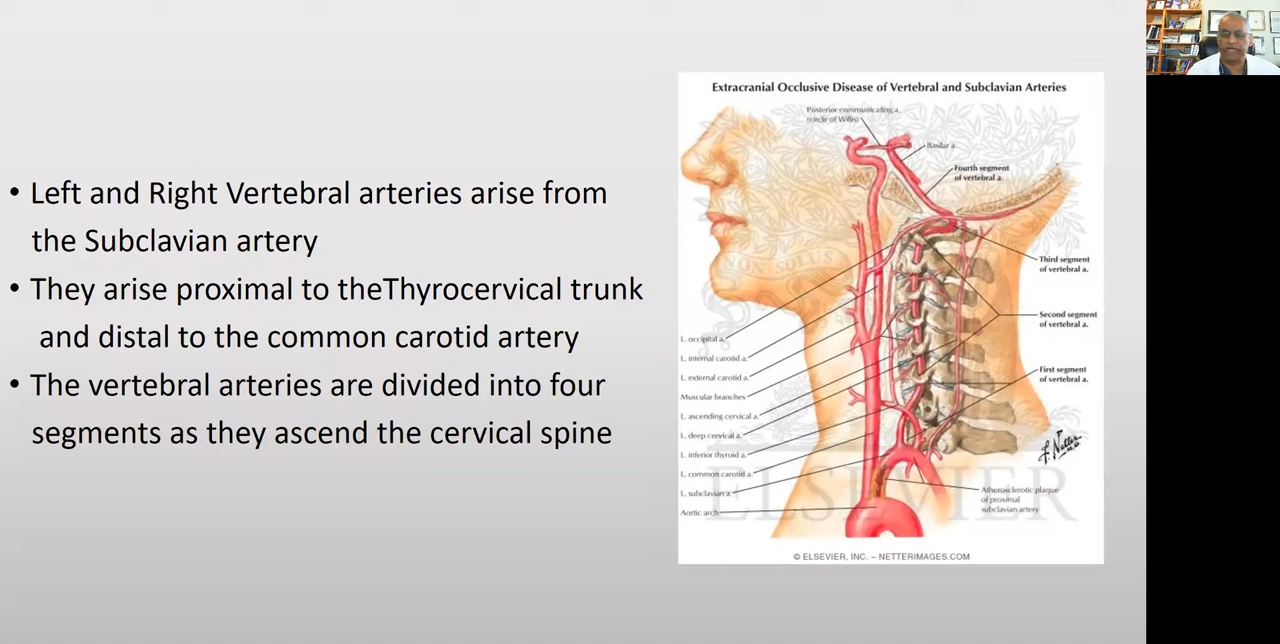 • Left and Right Vertebral arteries arise from
the Subclavian artery
• They arise proximal to theThyrocervical trunk
and distal to the common carotid artery
• The vertebral arteries are divided into four
segments as they ascend the cervical spine
Extracranial Occlusive Disease of Vertebral and Subclavian Arteries
Posterior communicating a.
(circle of Willis)
Basilar a.
Fourth segment
of vertebral a.
Third segment
of vertebral a.
Second segment
of vertebral a.
First segment
of vertebral a.
L. occipital a.
L. internal carotid a.
L. external carotid a.
Muscular branches
L. ascending cervical a.
L. deep cervical a.
L. inferior thyroid a.
L. common carotid a.
L. subclavian a.
Aortic arch
Atherosclerotic plaque
of proximal
subclavian artery
NON SOLUS
ELSEVIER
F. Netter
M.D.
© ELSEVIER, INC. – NETTERIMAGES.COM